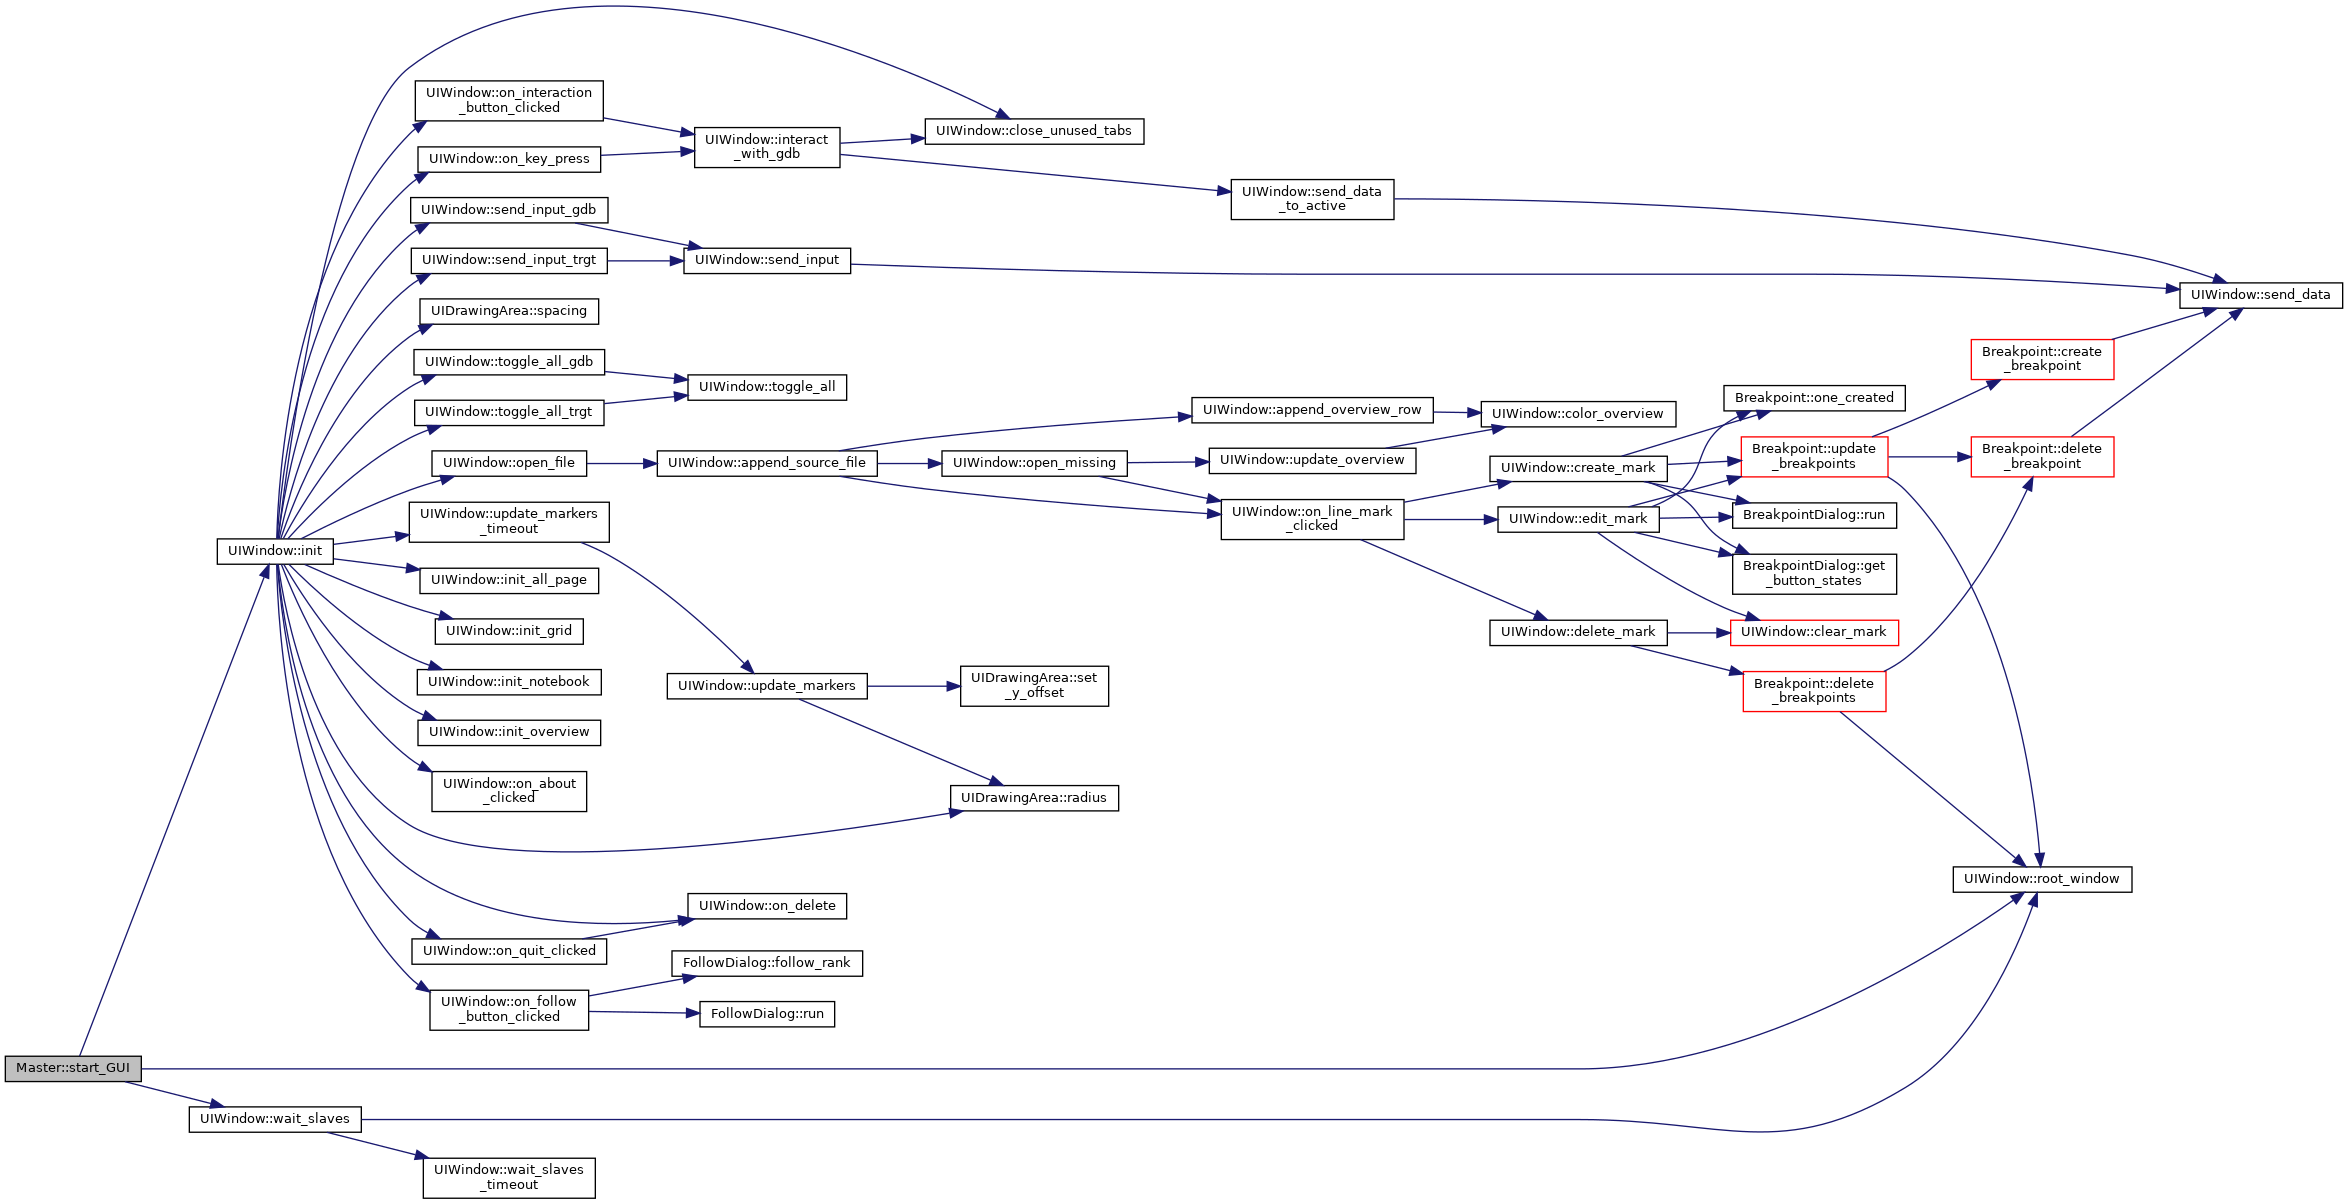 UIWindow::on_interaction
_button_clicked
UIWindow::on_key_press
UIWindow::send_input_gdb
UIWindow::send_input_trgt
UIDrawingArea::spacing
UIWindow::toggle_all_gdb
UIWindow::toggle_all_trgt
UIWindow::open_file
UIWindow::update_markers
_timeout
UIWindow::init
UIWindow::init_all_page
UIWindow::init_grid
UIWindow::init_notebook
UIWindow::init_overview
UIWindow::on_about
_clicked
UIWindow::on_quit_clicked
UIWindow::on_follow
_button_clicked
Master::start_GUI
UIWindow::wait_slaves
UIWindow::wait_slaves
_timeout
UIWindow::interact
_with_gdb
UIWindow::send_input
UIWindow::toggle_all
UIWindow::append_source_file
UIWindow::update_markers
UIWindow::on_delete
FollowDialog::follow_rank
FollowDialog::run
UIWindow::close_unused_tabs
UIWindow::open_missing
UIDrawingArea::set
_y_offset
UIDrawingArea::radius
UIWindow::send_data
_to_active
UIWindow::append_overview_row
UIWindow::update_overview
UIWindow::on_line_mark
_clicked
UIWindow::color_overview
UIWindow::create_mark
UIWindow::edit_mark
UIWindow::delete_mark
Breakpoint::one_created
Breakpoint::update
_breakpoints
BreakpointDialog::run
BreakpointDialog::get
_button_states
UIWindow::clear_mark
Breakpoint::delete
_breakpoints
Breakpoint::create
_breakpoint
Breakpoint::delete
_breakpoint
UIWindow::root_window
UIWindow::send_data